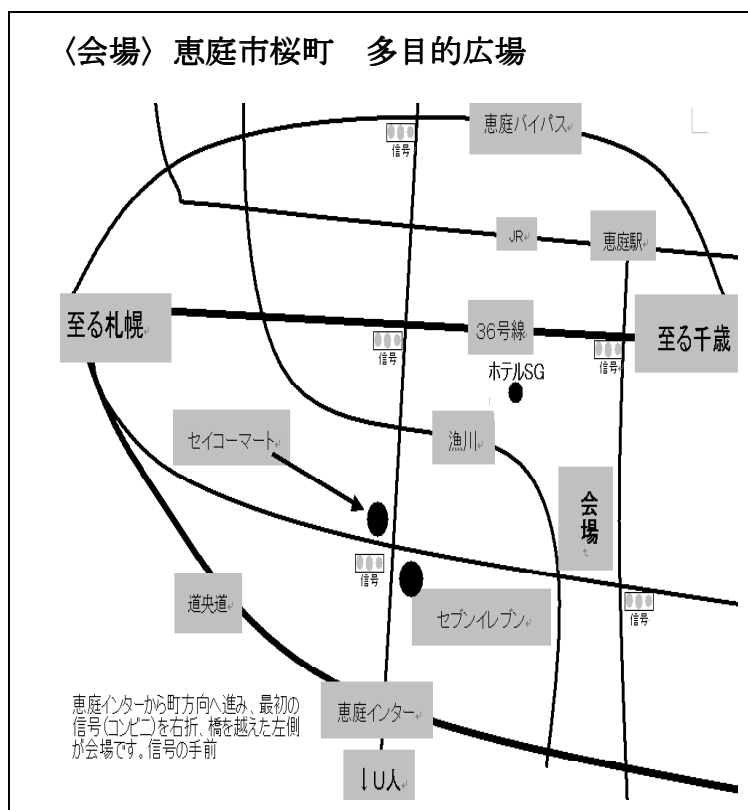 〈会場〉恵庭市桜町　多目的広場
恵庭バイパス
信号
JR
恵庭駅
至る札幌
36号線
至る千歳
信号
信号
ホテルSG
セイコーマート
漁川
会場
信号
道央道
セブンイレブン
信号
恵庭インターから町方向へ進み、最初の
信号(コンビニ)を右折、橋を越えた左側
が会場です。信号の手前
恵庭インター
↓U人